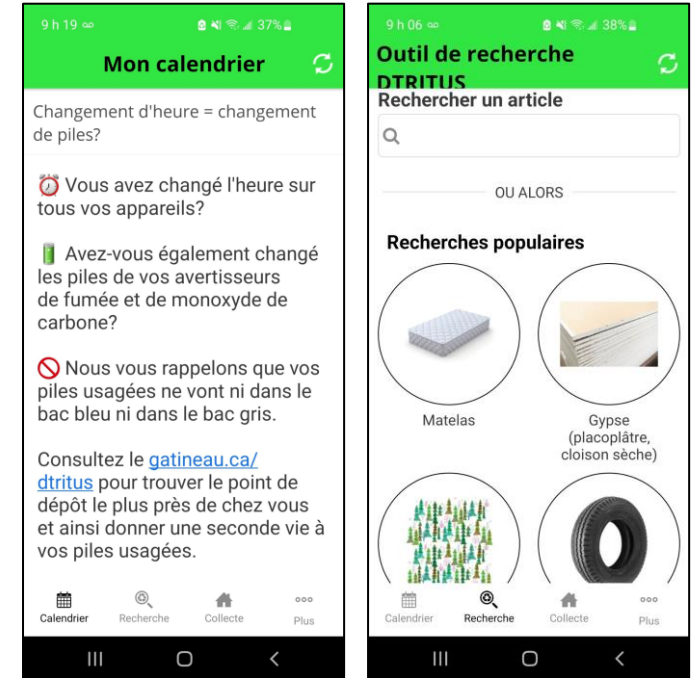 9 h 19
37%
Mon calendrier
Changement d'heure = changement
de piles?
Vous avez changé l'heure sur
tous vos appareils?
Avez-vous également changé
les piles de vos avertisseurs
de fumée et de monoxyde de
carbone?
Nous vous rappelons que vos
piles usagées ne vont ni dans le
bac bleu ni dans le bac gris.
Consultez le gatineau.ca/
dtritus pour trouver le point de
dépôt le plus près de chez vous
et ainsi donner une seconde vie à
vos piles usagées.
Calendrier Recherche Collecte Plus
9 h 06
38%
Outil de recherche
DTRITUS
Rechercher un article
OU ALORS
Recherches populaires
Matelas
Gypse
(placoplâtre,
cloison sèche)
Calendrier Recherche Collecte Plus